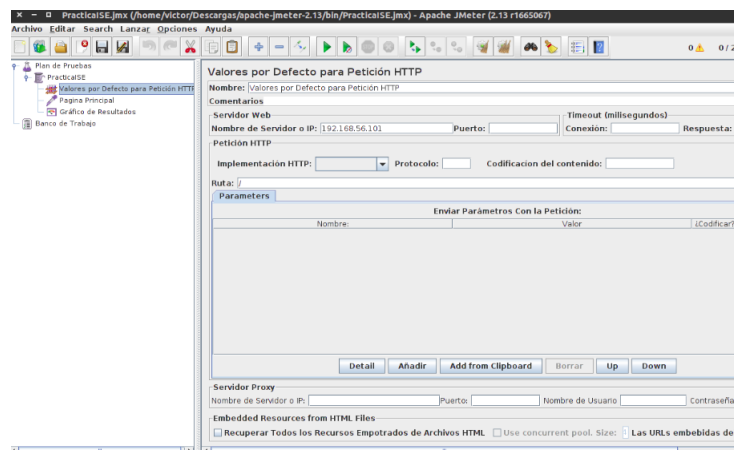 PracticaISE.jmx (/home/victor/Descargas/apache-jmeter-2.13/bin/PracticaISE.jmx) - Apache JMeter (2.13 r1665067)
Archivo Editar Search Lanzar Opciones Ayuda
0 0 / 2
Plan de Pruebas
PracticaISE
Valores por Defecto para Petición HTTP
Pagina Principal
Gráfico de Resultados
Banco de Trabajo
Valores por Defecto para Petición HTTP
Nombre: Valores por Defecto para Petición HTTP
Comentarios
Servidor Web Timeout (milisegundos)
Nombre de Servidor o IP: 192.168.56.101 Puerto: Conexión: Respuesta:
Petición HTTP
Implementación HTTP: Protocolo: Codificacion del contenido:
Ruta: /
Parameters
Enviar Parámetros Con la Petición:
Nombre: Valor ¿Codificar?
Detail Añadir Add from Clipboard Borrar Up Down
Servidor Proxy
Nombre de Servidor o IP: Puerto: Nombre de Usuario Contraseña
Embedded Resources from HTML Files
Recuperar Todos los Recursos Empotrados de Archivos HTML Use concurrent pool. Size: Las URLs embebidas de